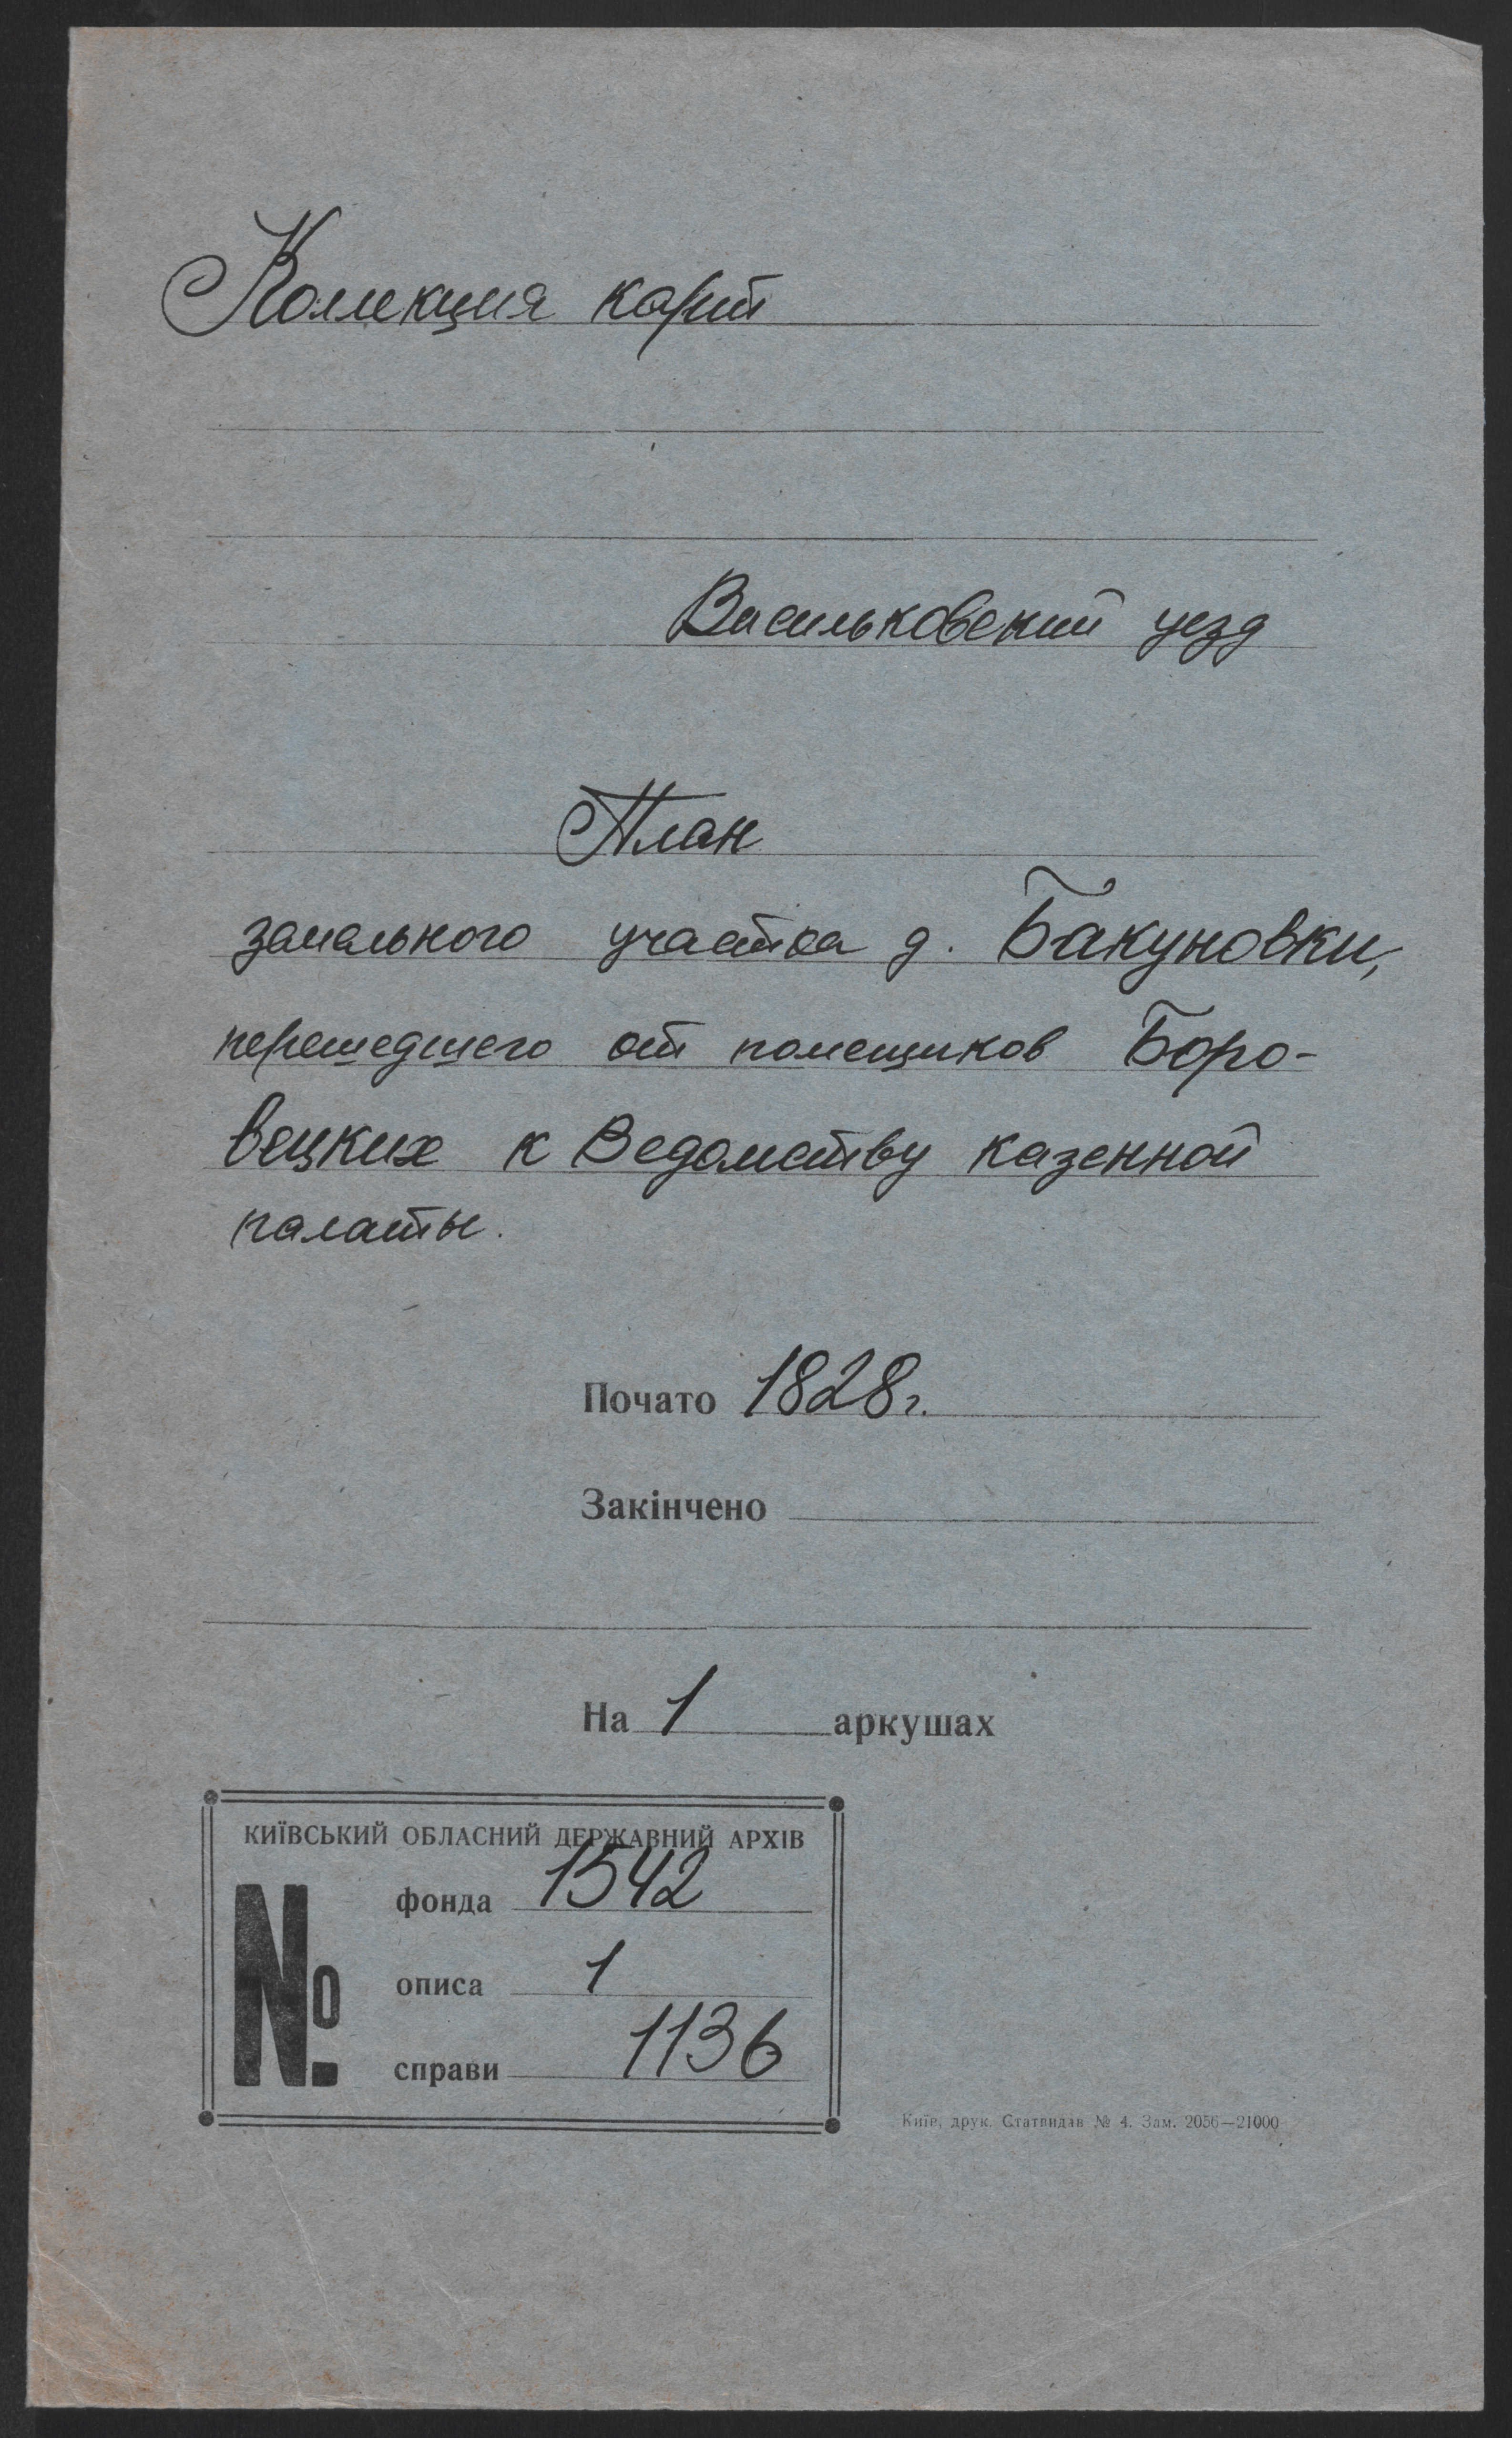 Коллекция карт
Васильковский уезд
План
земельного участка д. Бакуновки,
перешедшего от помещиков Боро-
вецких к Ведомству казенной
палаты.
Почато 1828г.
Закінчено
На 1 аркушах
КИЇВСЬКИЙ ОБЛАСНИЙ ДЕРЖАВНИЙ АРХІВ
№ фонда 1542
описа 1
справи 1136
Київ, друк. Статвидав № 4. Зам. 2056—21000